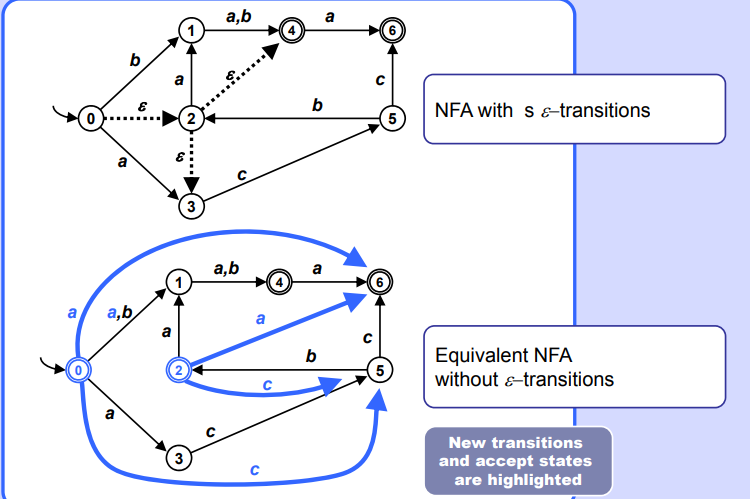 a,b
a
1
4
6
b
a
ε
c
ε
b
0
2
5
NFA with s ε–transitions
a
ε
c
3
a,b
a
1
4
6
a
a,b
a
a
c
b
0
2
5
c
Equivalent NFA
without ε–transitions
a
c
3
c
New transitions
and accept states
are highlighted